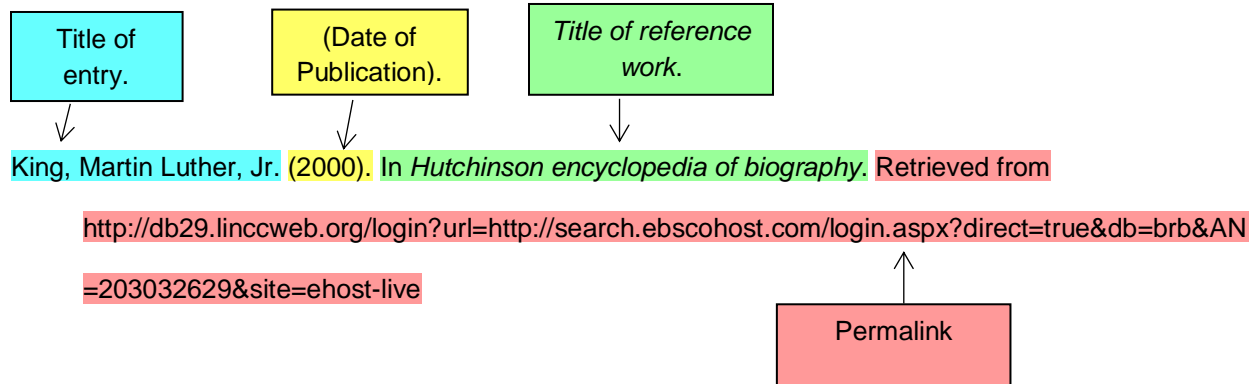 Title of
entry.
(Date of
Publication).
Title of reference
work.
King, Martin Luther, Jr. (2000). In Hutchinson encyclopedia of biography. Retrieved from
http://db29.linccweb.org/login?url=http://search.ebscohost.com/login.aspx?direct=true&db=brb&AN
=203032629&site=ehost-live
Permalink